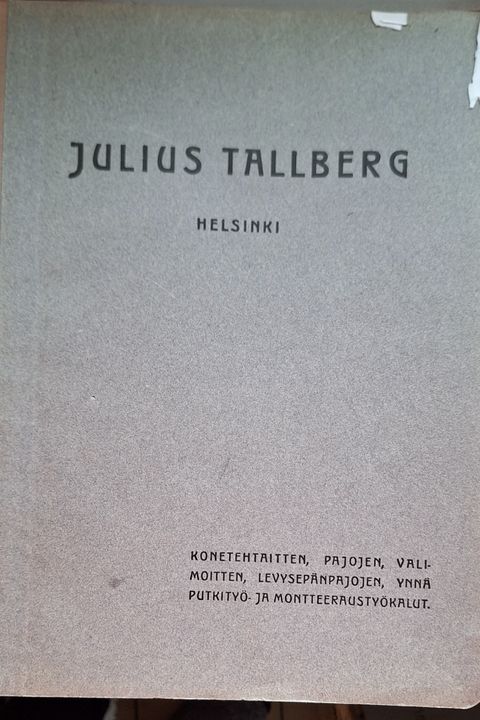 JULIUS TALLBERG
HELSINKI
KONETEHTAITTEN, PAJOJEN, VALI-
MOITTEN, LEVYSEPÄNPAJOJEN, YNNÄ
PUTKITYÖ- JA MONTTEERAUSTYÖKALUT.